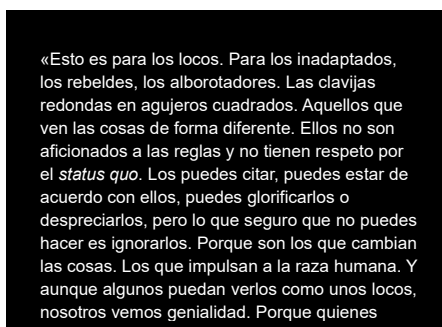 «Esto es para los locos. Para los inadaptados,
los rebeldes, los alborotadores. Las clavijas
redondas en agujeros cuadrados. Aquellos que
ven las cosas de forma diferente. Ellos no son
aficionados a las reglas y no tienen respeto por
el status quo. Los puedes citar, puedes estar de
acuerdo con ellos, puedes glorificarlos o
despreciarlos, pero lo que seguro que no puedes
hacer es ignorarlos. Porque son los que cambian
las cosas. Los que impulsan a la raza humana. Y
aunque algunos puedan verlos como unos locos,
nosotros vemos genialidad. Porque quienes